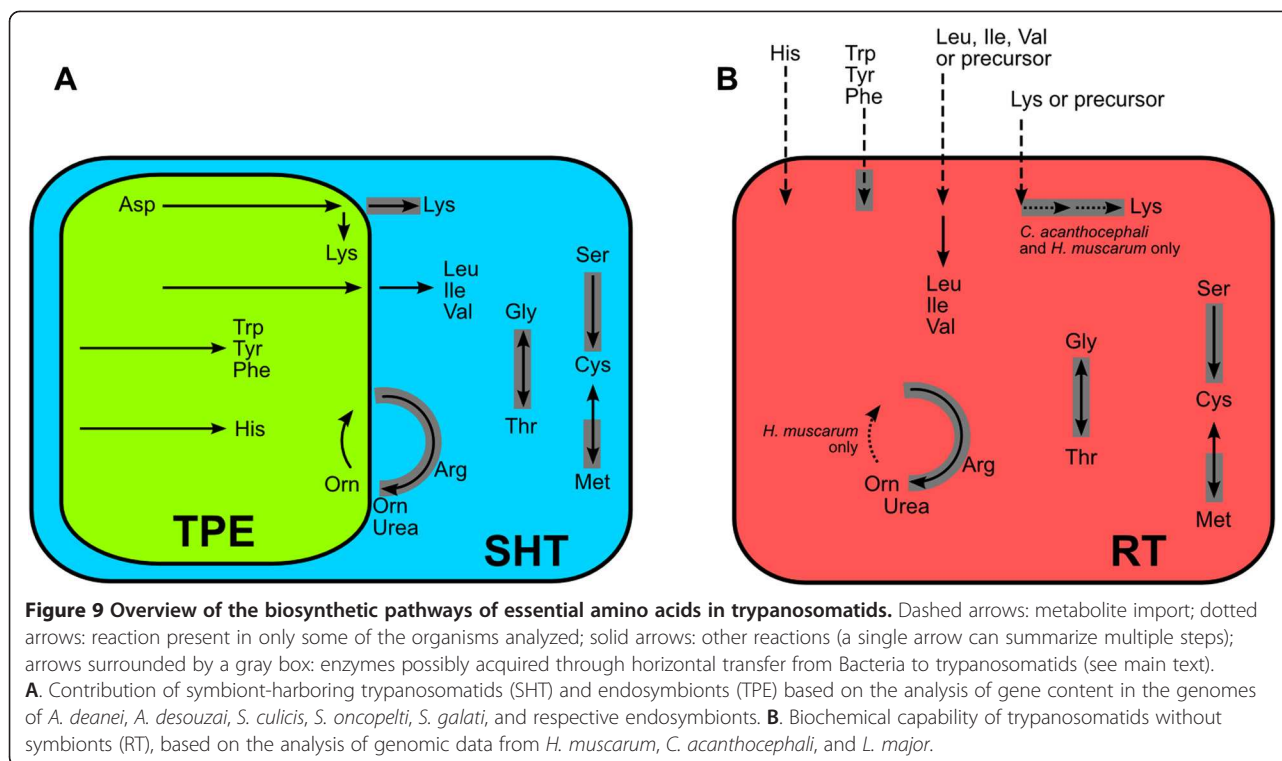 A
Asp
Lys
Lys
Leu
Ile
Val
Trp
Tyr
Phe
His
Orn
Orn
Urea
Arg
Gly
Thr
Ser
Cys
Met
TPE
SHT
B
His
Trp
Tyr
Phe
Leu, Ile, Val
or precursor
Lys or precursor
Lys
C. acanthocephali
and H. muscarum only
Leu
Ile
Val
H. muscarum
only
Orn
Urea
Arg
Gly
Thr
Ser
Cys
Met
RT
Figure 9 Overview of the biosynthetic pathways of essential amino acids in trypanosomatids. Dashed arrows: metabolite import; dotted
arrows: reaction present in only some of the organisms analyzed; solid arrows: other reactions (a single arrow can summarize multiple steps);
arrows surrounded by a gray box: enzymes possibly acquired through horizontal transfer from Bacteria to trypanosomatids (see main text).
A. Contribution of symbiont-harboring trypanosomatids (SHT) and endosymbionts (TPE) based on the analysis of gene content in the genomes
of A. deanei, A. desouzai, S. culicis, S. oncopelti, S. galati, and respective endosymbionts. B. Biochemical capability of trypanosomatids without
symbionts (RT), based on the analysis of genomic data from H. muscarum, C. acanthocephali, and L. major.